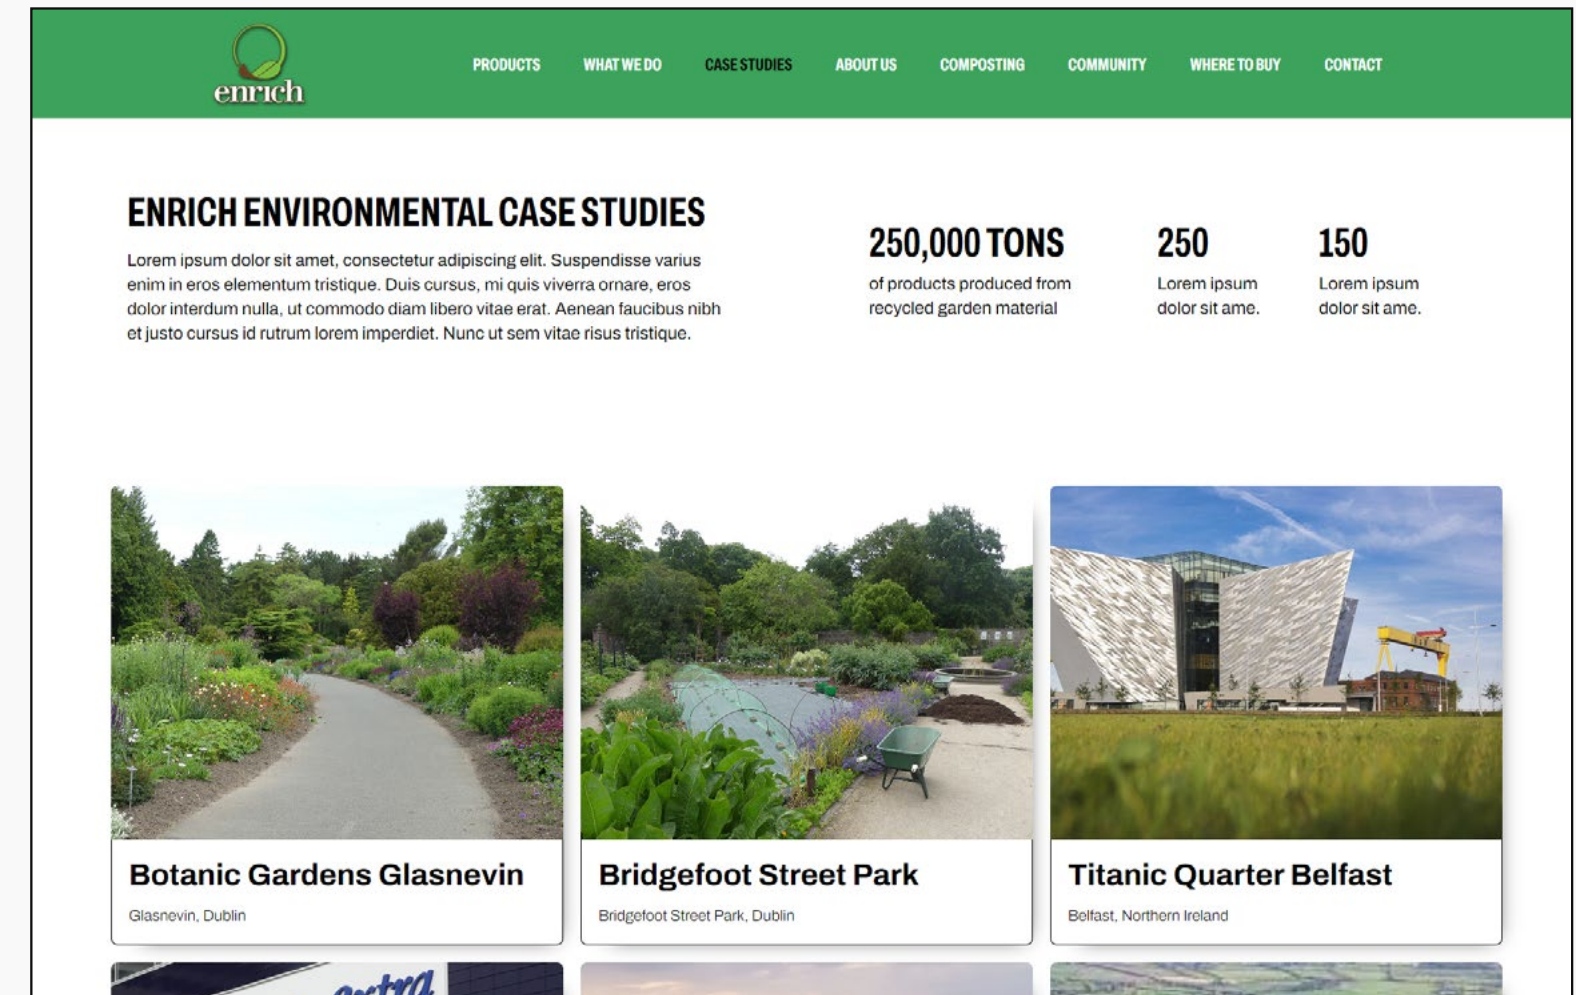 enrich
PRODUCTS
WHAT WE DO
CASE STUDIES
ABOUT US
COMPOSTING
COMMUNITY
WHERE TO BUY
CONTACT
ENRICH ENVIRONMENTAL CASE STUDIES
Lorem ipsum dolor sit amet, consectetur adipiscing elit. Suspendisse varius
enim in eros elementum tristique. Duis cursus, mi quis viverra ornare, eros
dolor interdum nulla, ut commodo diam libero vitae erat. Aenean faucibus nibh
et justo cursus id rutrum lorem imperdiet. Nunc ut sem vitae risus tristique.
250,000 TONS
of products produced from
recycled garden material
250
Lorem ipsum
dolor sit ame.
150
Lorem ipsum
dolor sit ame.
Botanic Gardens Glasnevin
Glasnevin, Dublin
Bridgefoot Street Park
Bridgefoot Street Park, Dublin
Titanic Quarter Belfast
Belfast, Northern Ireland
extra